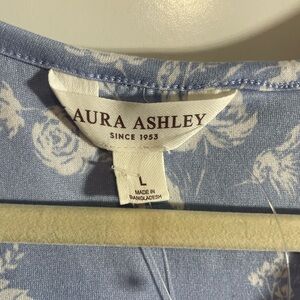 AURA ASHLEY
SINCE 1953
L
MADE IN
BANGLADESH